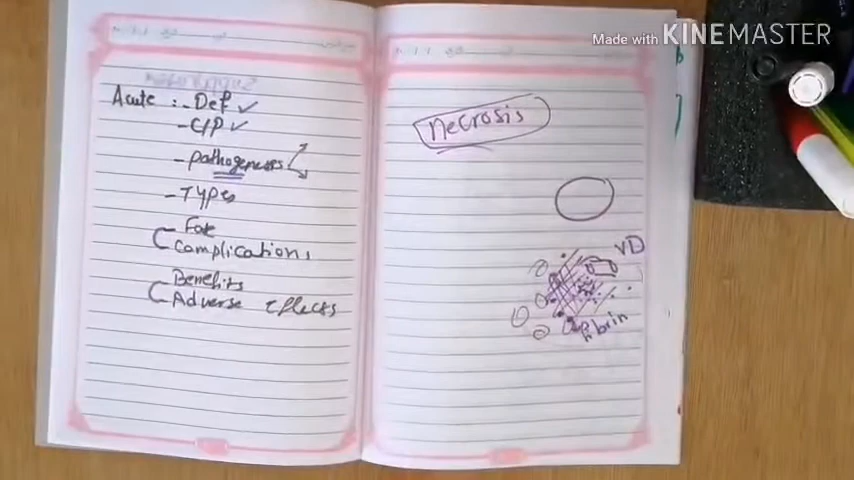 Made with KINEMASTER
Acute :- Def ✓
- C/P ✓
- pathogenesis
- Types
- Fate
Complications
Benefits
Adverse effects
necrosis
VD
fibrin